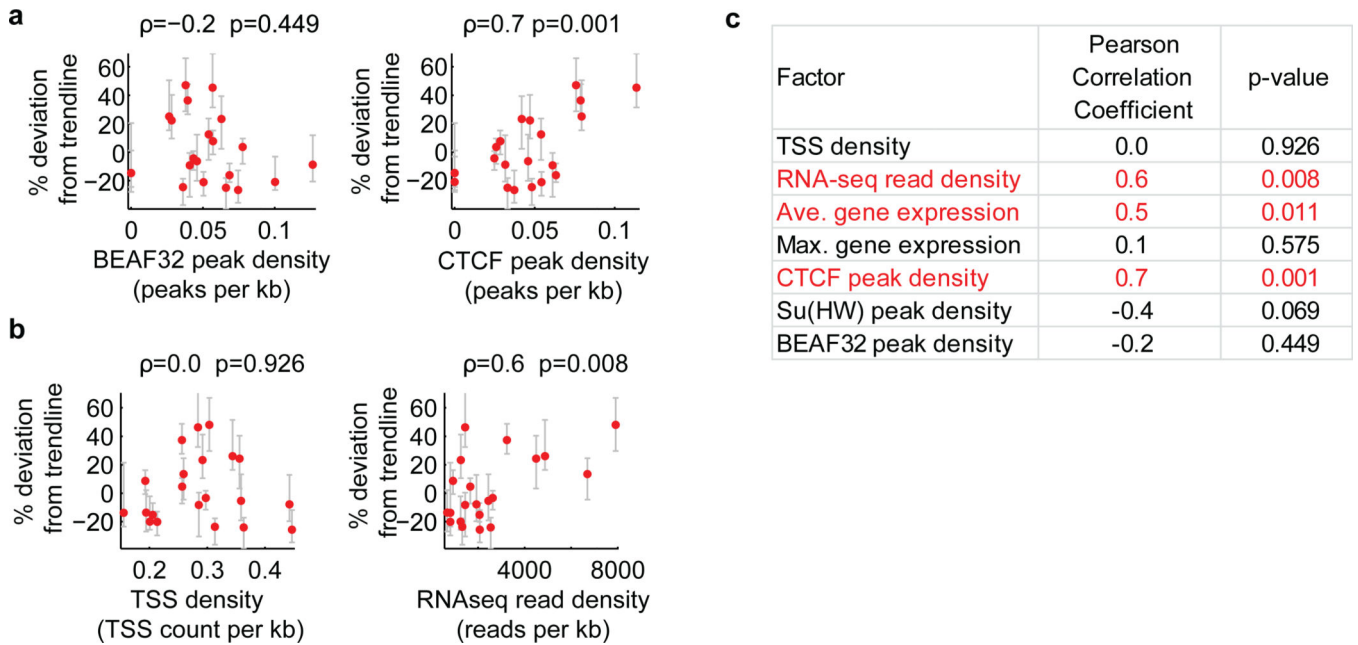 a
ρ=−0.2 p=0.449
% deviation
from trendline
60
40
20
0
−20
0 0.05 0.1
BEAF32 peak density
(peaks per kb)
ρ=0.7 p=0.001
% deviation
from trendline
60
40
20
0
−20
0 0.05 0.1
CTCF peak density
(peaks per kb)
b
ρ=0.0 p=0.926
% deviation
from trendline
60
40
20
0
−20
0.2 0.3 0.4
TSS density
(TSS count per kb)
ρ=0.6 p=0.008
% deviation
from trendline
60
40
20
0
−20
4000 8000
RNAseq read density
(reads per kb)
c
Factor Pearson Correlation Coefficient p-value
TSS density 0.0 0.926
RNA-seq read density 0.6 0.008
Ave. gene expression 0.5 0.011
Max. gene expression 0.1 0.575
CTCF peak density 0.7 0.001
Su(HW) peak density -0.4 0.069
BEAF32 peak density -0.2 0.449